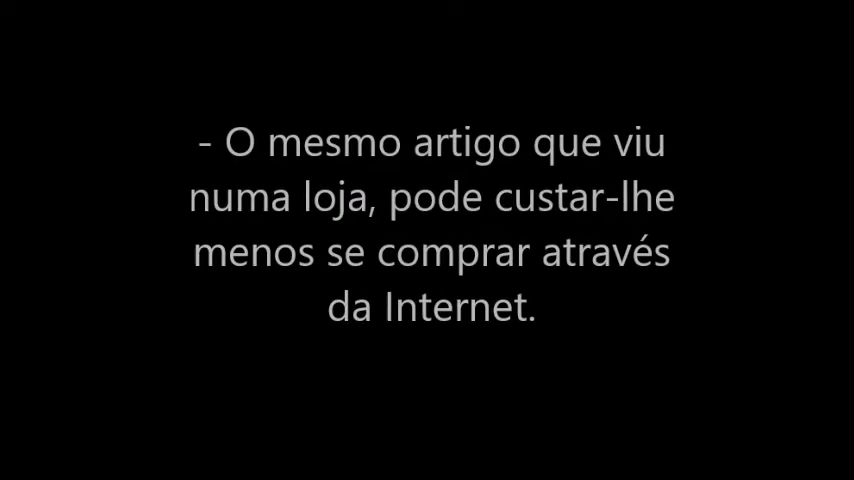 - O mesmo artigo que viu
numa loja, pode custar-lhe
menos se comprar através
da Internet.